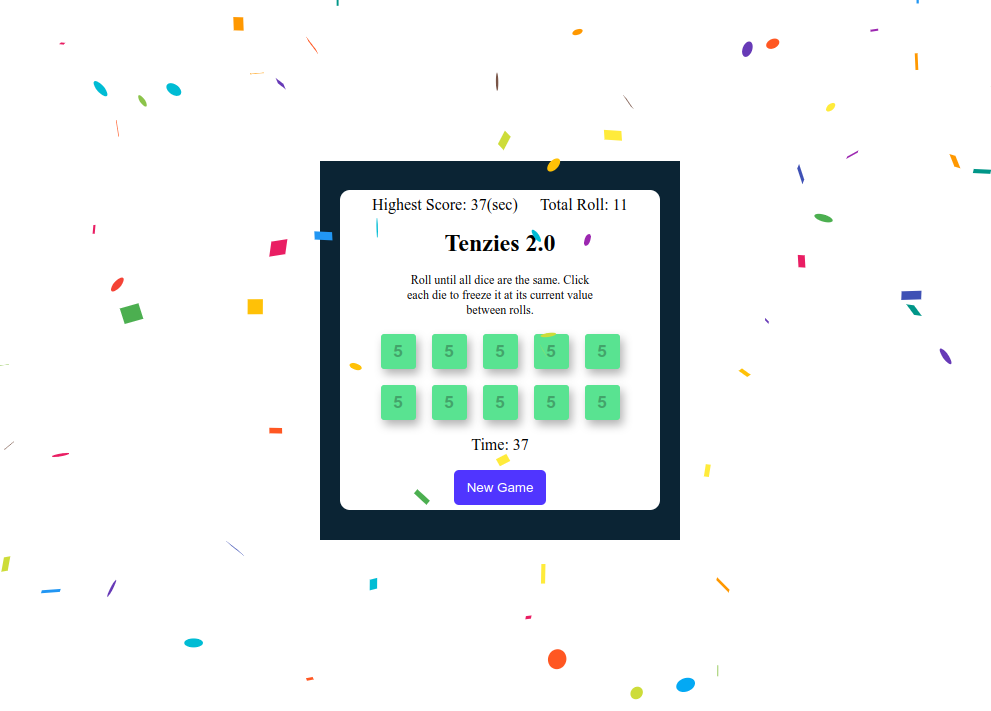 Highest Score: 37(sec) Total Roll: 11
Tenzies 2.0
Roll until all dice are the same. Click
each die to freeze it at its current value
between rolls.
5 5 5 5 5
5 5 5 5 5
Time: 37
New Game